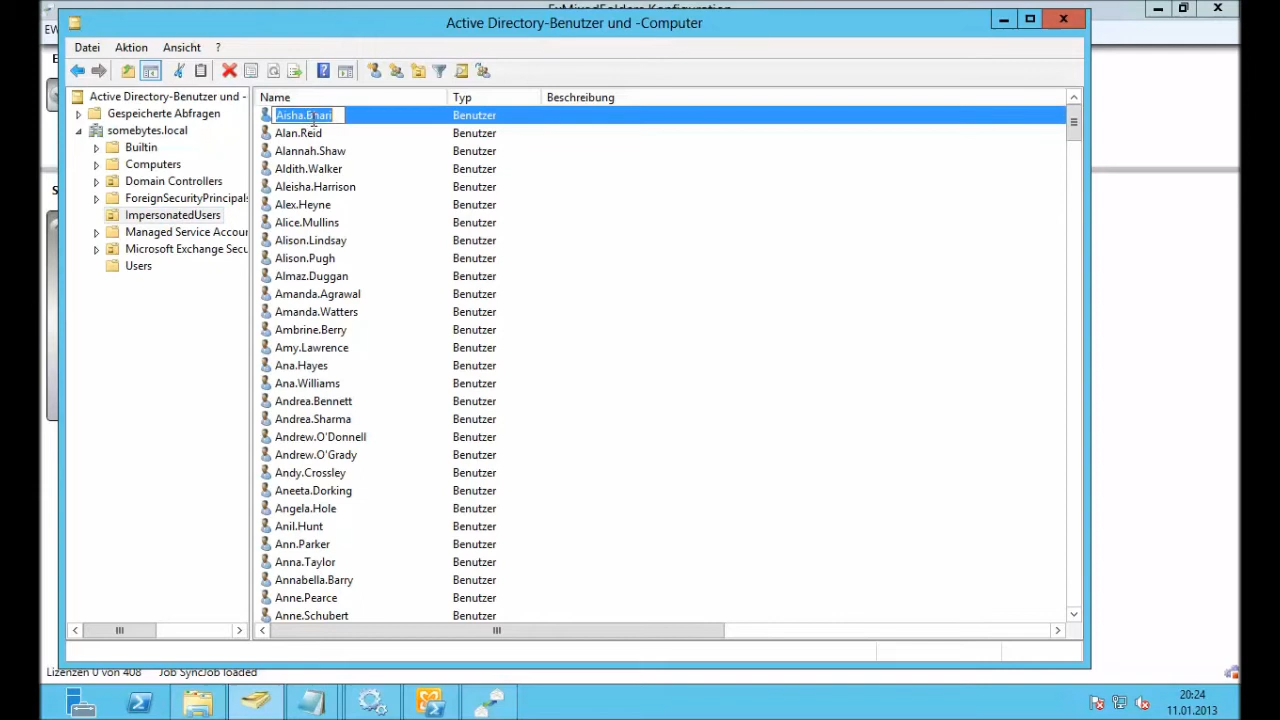 ExMixedFolders Konfiguration
Active Directory-Benutzer und -Computer
Datei Aktion Ansicht ?
Active Directory-Benutzer und -
Gespeicherte Abfragen
somebytes.local
Builtin
Computers
Domain Controllers
ForeignSecurityPrincipals
ImpersonatedUsers
Managed Service Accour
Microsoft Exchange Secu
Users
Name Typ Beschreibung
Benutzer
Alan.Reid Benutzer
Alannah.Shaw Benutzer
Aldith.Walker Benutzer
Aleisha.Harrison Benutzer
Alex.Heyne Benutzer
Alice.Mullins Benutzer
Alison.Lindsay Benutzer
Alison.Pugh Benutzer
Almaz.Duggan Benutzer
Amanda.Agrawal Benutzer
Amanda.Watters Benutzer
Ambrine.Berry Benutzer
Amy.Lawrence Benutzer
Ana.Hayes Benutzer
Ana.Williams Benutzer
Andrea.Bennett Benutzer
Andrea.Sharma Benutzer
Andrew.O'Donnell Benutzer
Andrew.O'Grady Benutzer
Andy.Crossley Benutzer
Aneeta.Dorking Benutzer
Angela.Hole Benutzer
Anil.Hunt Benutzer
Ann.Parker Benutzer
Anna.Taylor Benutzer
Annabella.Barry Benutzer
Anne.Pearce Benutzer
Anne.Schubert Benutzer
Lizenzen 0 von 408 Job SyncJob loaded
20:24
11.01.2013